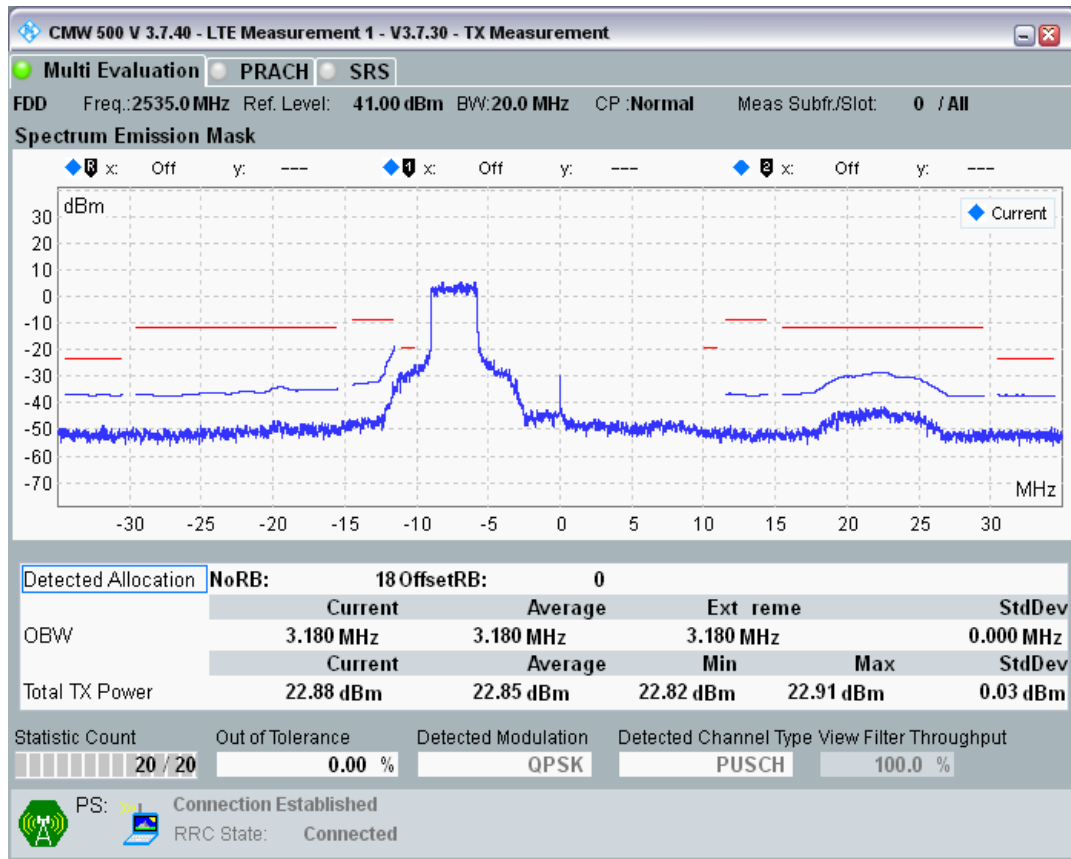 CMW 500 V 3.7.40 - LTE Measurement 1 - V3.7.30 - TX Measurement
Multi Evaluation PRACH SRS
FDD Freq.:2535.0 MHz Ref. Level: 41.00 dBm BW:20.0 MHz CP :Normal Meas Subfr./Slot: 0 / All
Spectrum Emission Mask
R x: Off y: --- 1 x: Off y: --- 2 x: Off y: ---
dBm
Current
30
20
10
0
-10
-20
-30
-40
-50
-60
-70
MHz
-30 -25 -20 -15 -10 -5 0 5 10 15 20 25 30
Detected Allocation NoRB: 18 OffsetRB: 0
Current Average Ext reme StdDev
OBW 3.180 MHz 3.180 MHz 3.180 MHz 0.000 MHz
Current Average Min Max StdDev
Total TX Power 22.88 dBm 22.85 dBm 22.82 dBm 22.91 dBm 0.03 dBm
Statistic Count Out of Tolerance Detected Modulation Detected Channel Type View Filter Throughput
20 / 20 0.00 % QPSK PUSCH 100.0 %
PS: Connection Established
RRC State: Connected